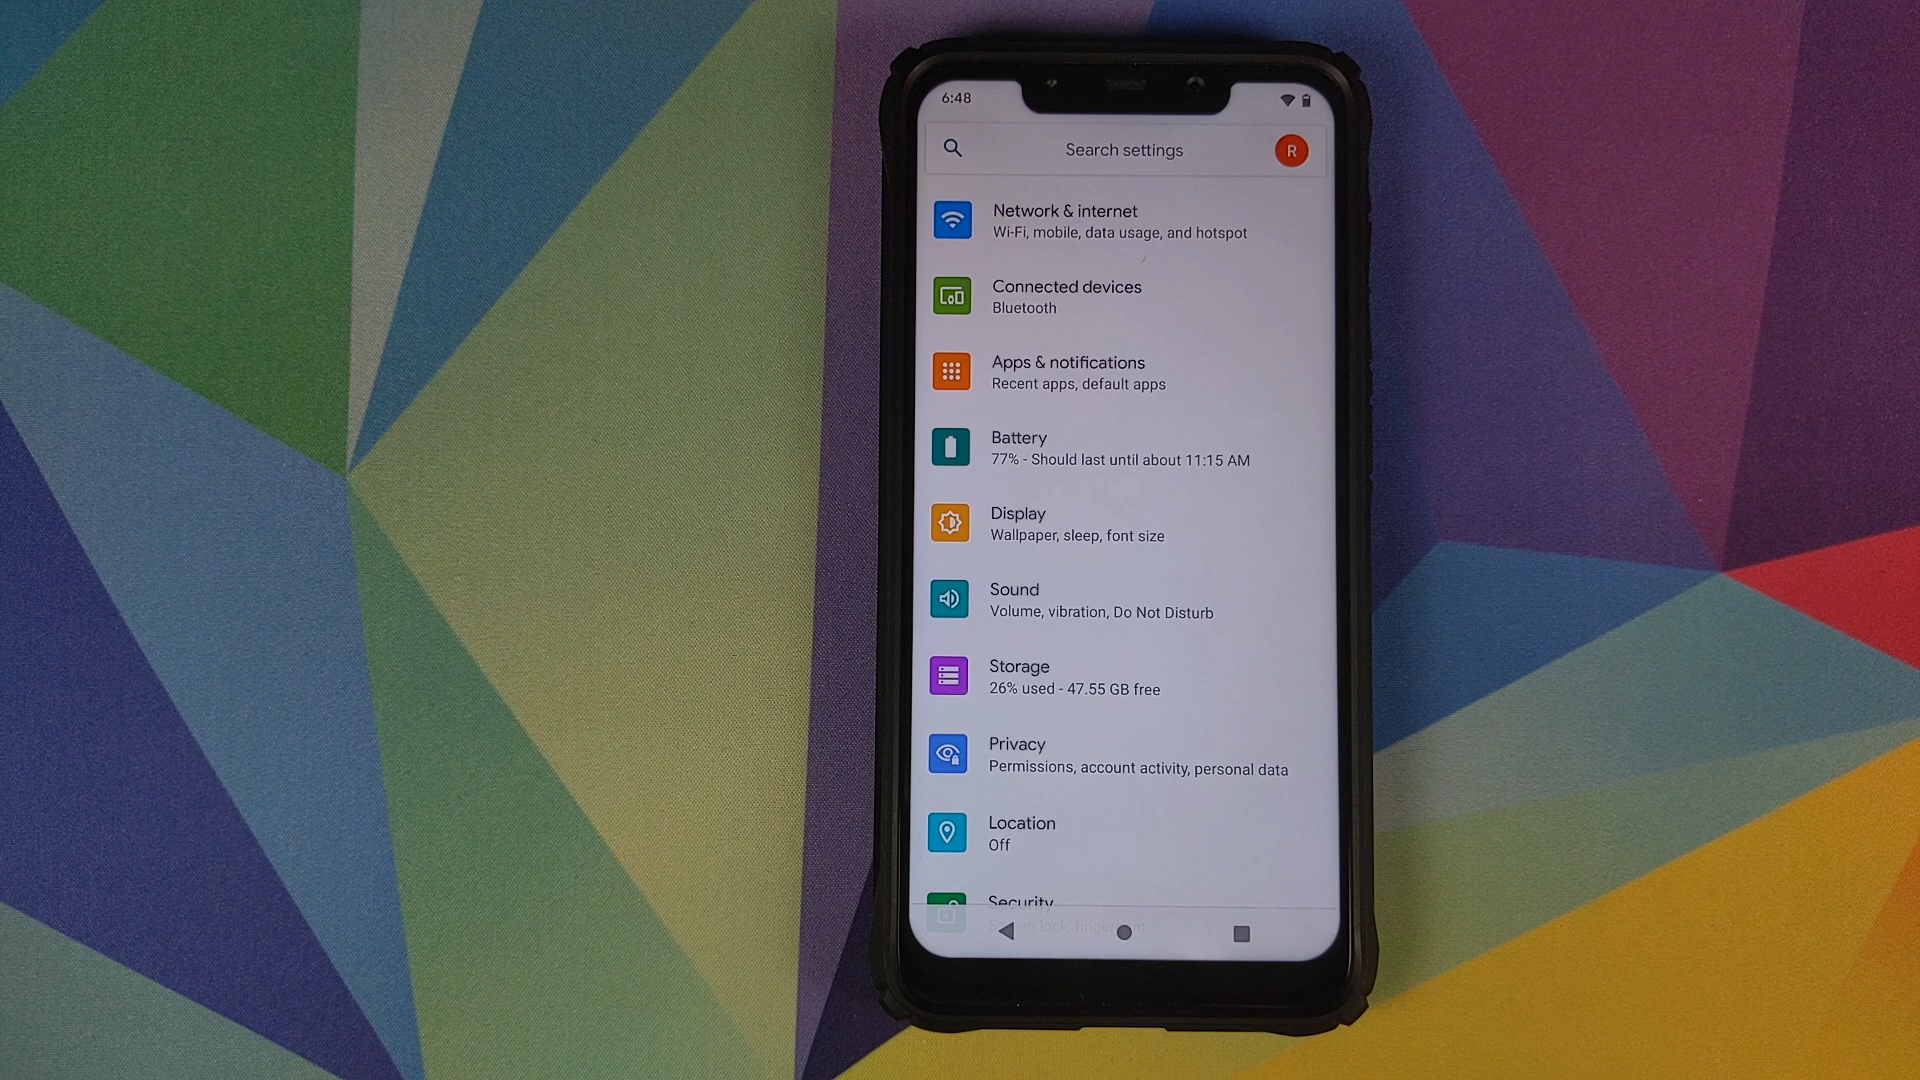 6:48
Search settings
R
Network & internet
Wi-Fi, mobile, data usage, and hotspot
Connected devices
Bluetooth
Apps & notifications
Recent apps, default apps
Battery
77% - Should last until about 11:15 AM
Display
Wallpaper, sleep, font size
Sound
Volume, vibration, Do Not Disturb
Storage
26% used - 47.55 GB free
Privacy
Permissions, account activity, personal data
Location
Off
Security
lock,